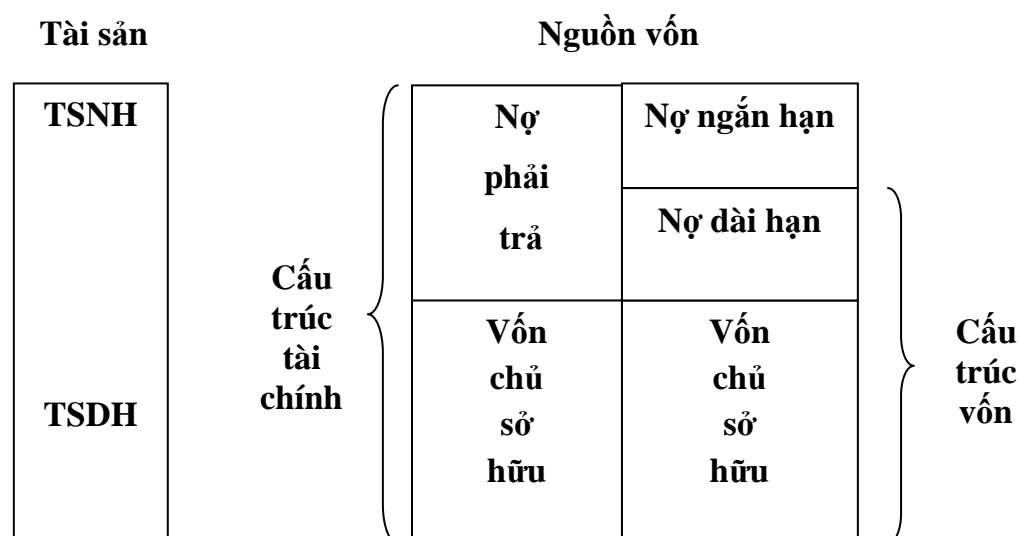 Tài sản
Nguồn vốn
TSNH
TSDH
Cấu
trúc
tài
chính
Nợ
phải
trả
Vốn
chủ
sở
hữu
Nợ ngắn hạn
Nợ dài hạn
Vốn
chủ
sở
hữu
Cấu
trúc
vốn